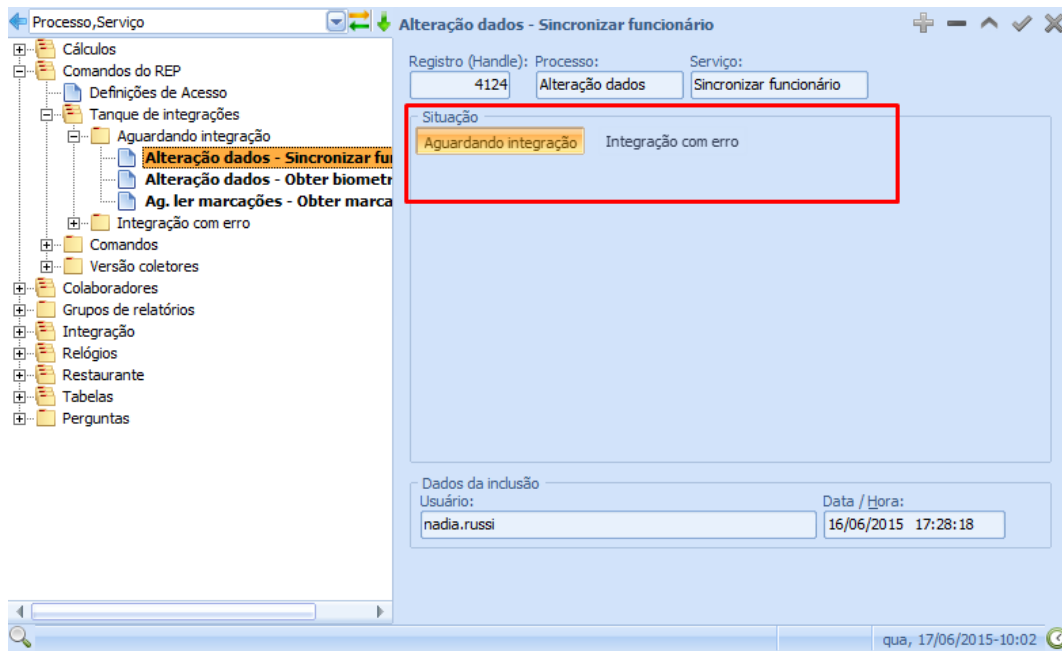 Processo,Serviço
Cálculos
Comandos do REP
Definições de Acesso
Tanque de integrações
Aguardando integração
Alteração dados - Sincronizar fu
Alteração dados - Obter biometr
Ag. ler marcações - Obter marca
Integração com erro
Comandos
Versão coletores
Colaboradores
Grupos de relatórios
Integração
Relógios
Restaurante
Tabelas
Perguntas
Alteração dados - Sincronizar funcionário
Registro (Handle): Processo: Serviço:
4124 Alteração dados Sincronizar funcionário
Situação
Aguardando integração Integração com erro
Dados da inclusão
Usuário: Data / Hora:
nadia.russi 16/06/2015 17:28:18
qua, 17/06/2015-10:02